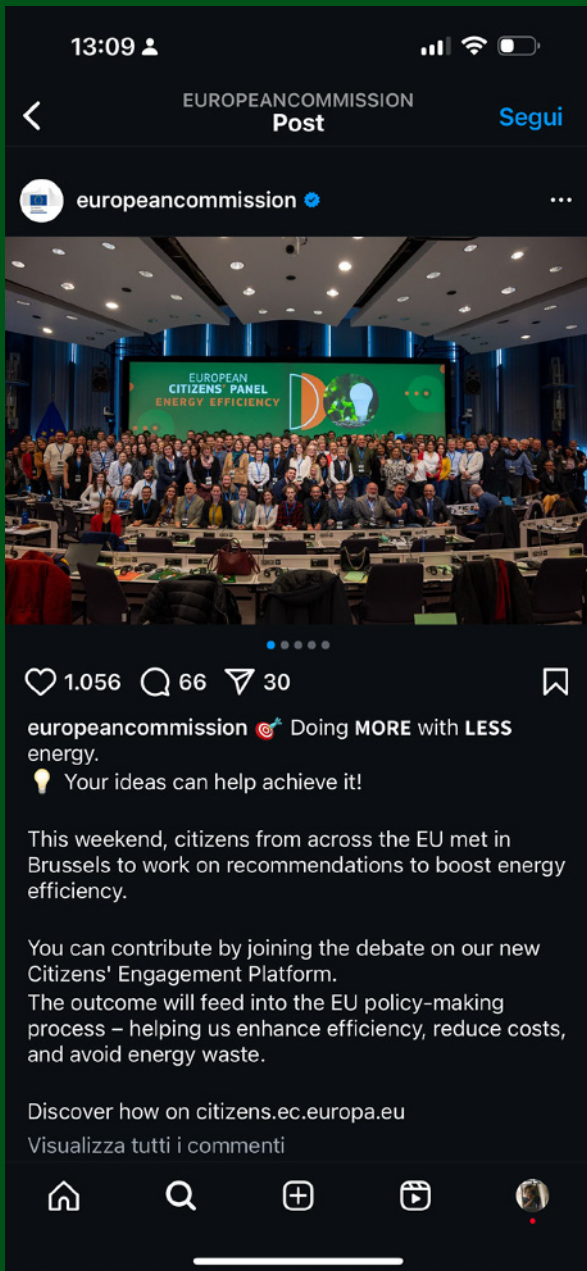 13:09
EUROPEANCOMMISSION
Post
Segui
europeancommission
EUROPEAN
CITIZENS' PANEL
ENERGY EFFICIENCY
1.056
66
30
europeancommission 🎯 Doing MORE with LESS
energy.
💡 Your ideas can help achieve it!
This weekend, citizens from across the EU met in
Brussels to work on recommendations to boost energy
efficiency.
You can contribute by joining the debate on our new
Citizens' Engagement Platform.
The outcome will feed into the EU policy-making
process – helping us enhance efficiency, reduce costs,
and avoid energy waste.
Discover how on citizens.ec.europa.eu
Visualizza tutti i commenti